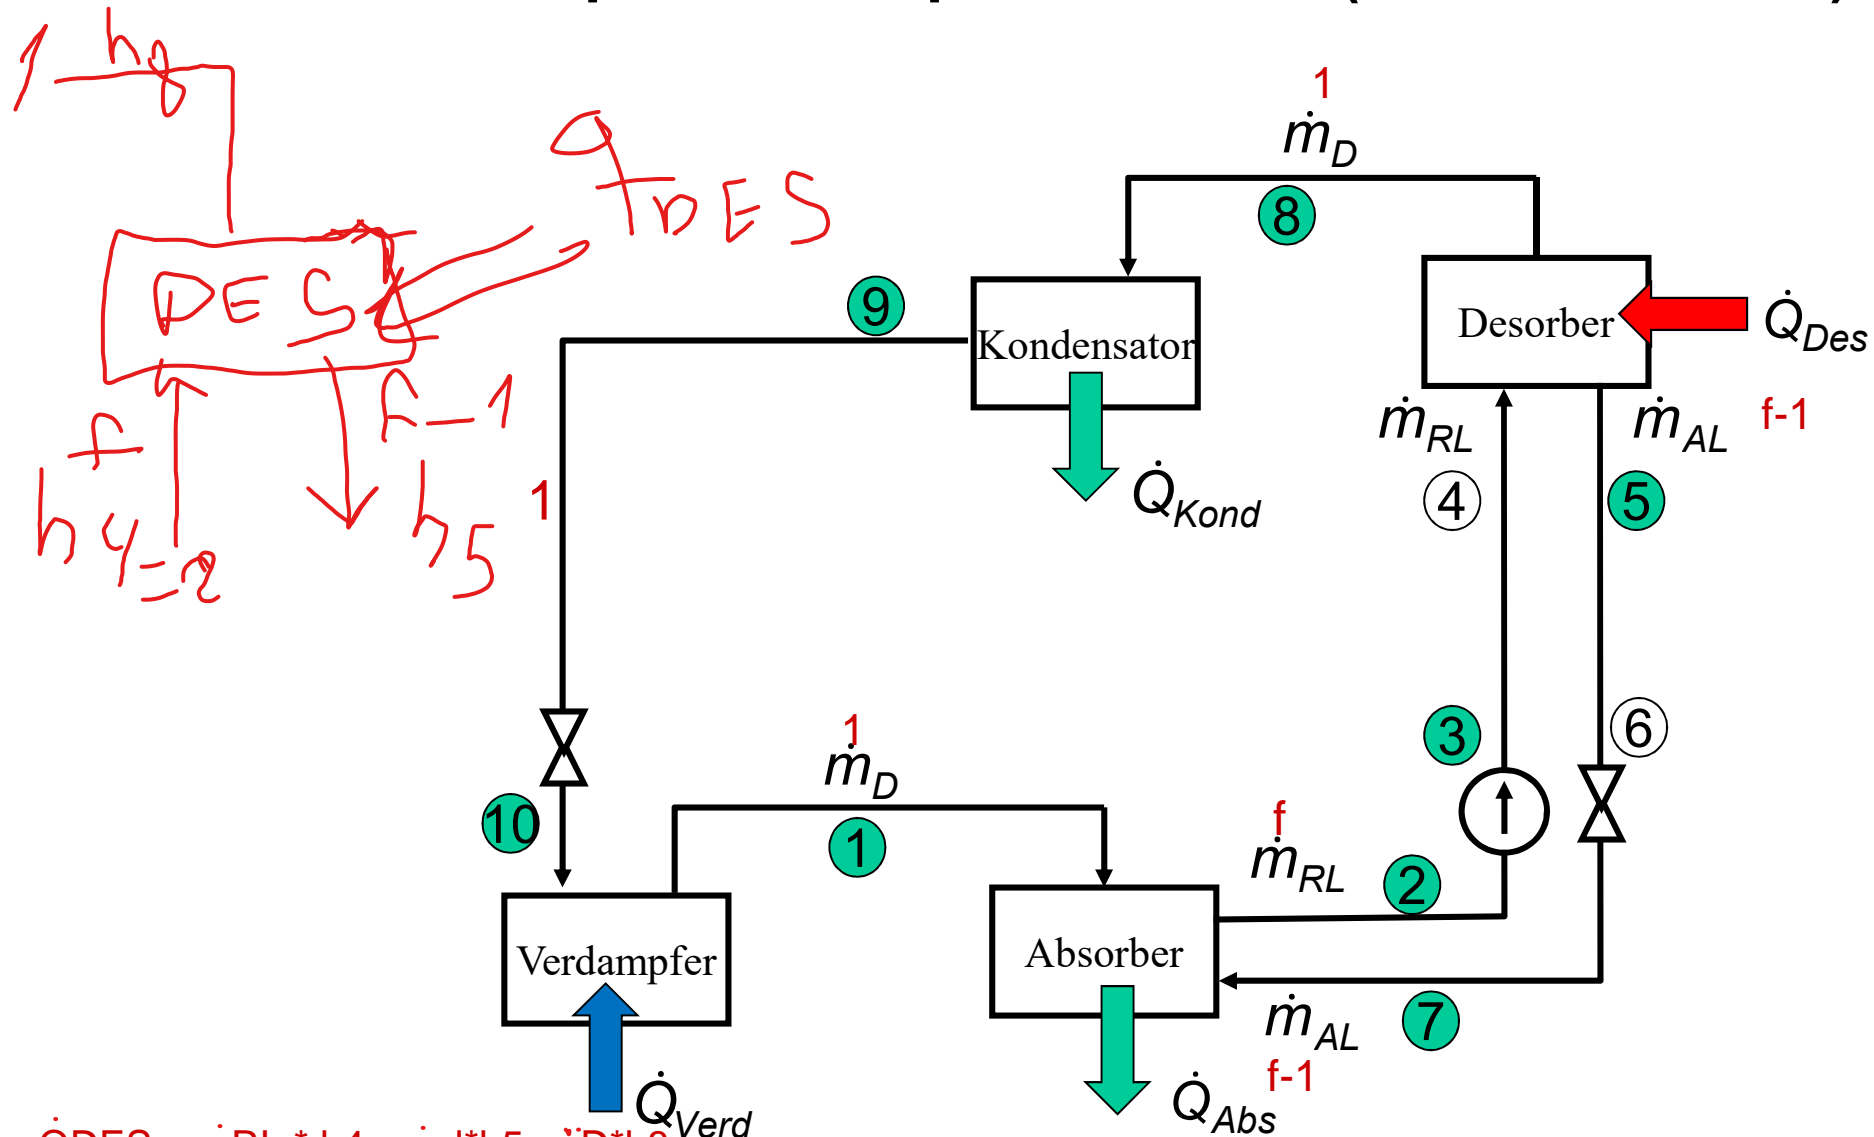 1 h8
qDES
DES
f
f-1
h4=2
h5
1
ṁD
8
9
Kondensator
Desorber
Q̇Des
ṁRL
ṁAL
f-1
4
5
Q̇Kond
1
3
6
1
ṁD
10
1
f
ṁRL
2
Verdampfer
Absorber
ṁAL
7
f-1
Q̇Verd
Q̇Abs